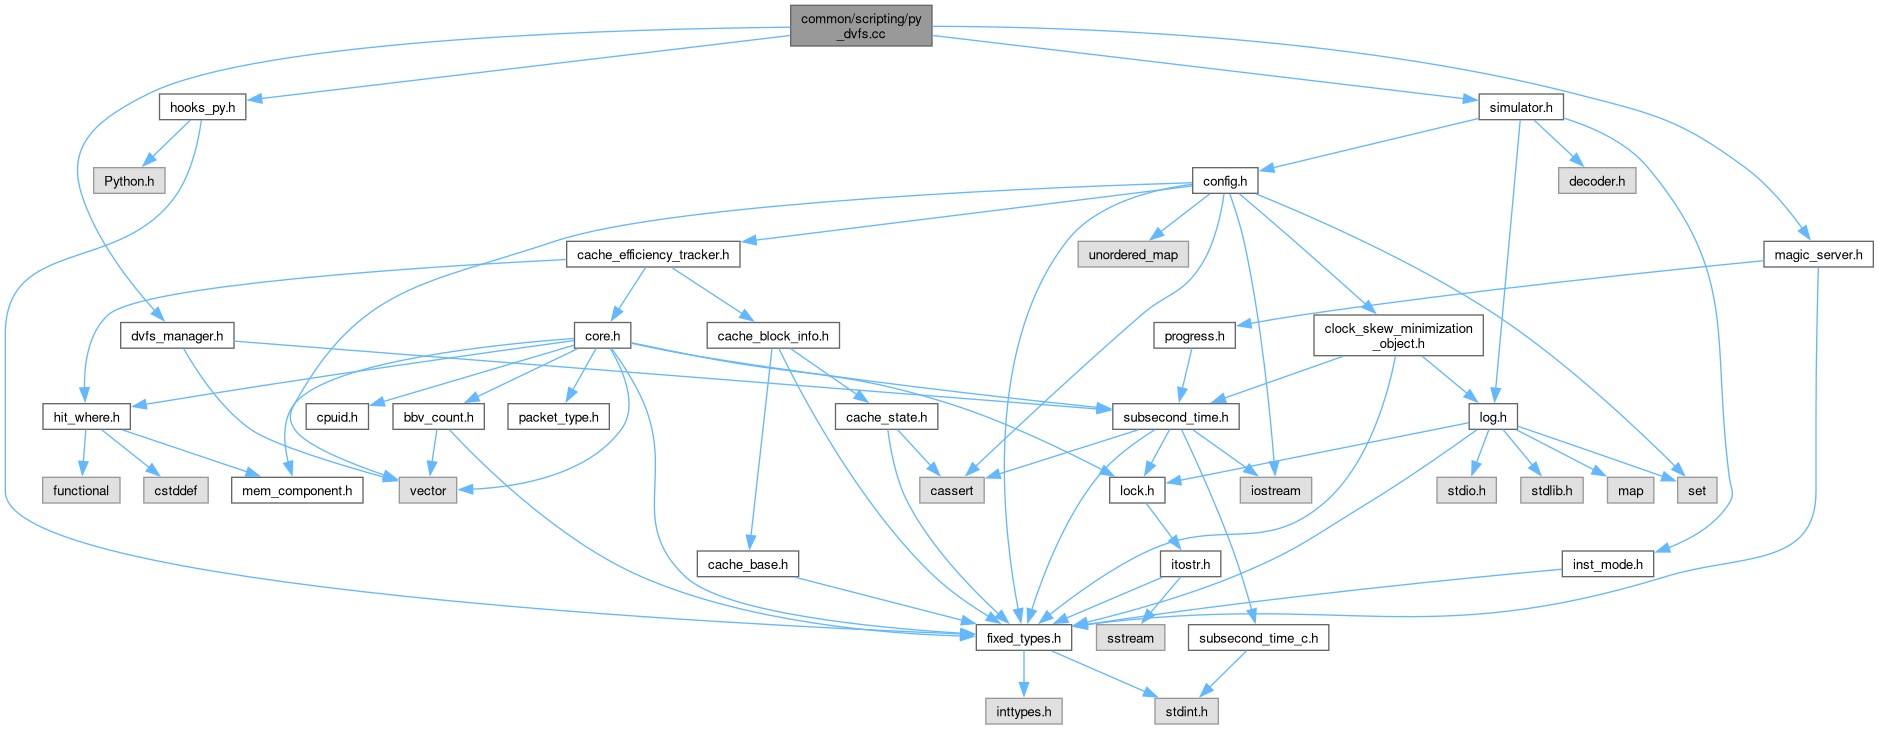 common/scripting/py
_dvfs.cc
hooks_py.h
simulator.h
Python.h
config.h
decoder.h
cache_efficiency_tracker.h
unordered_map
magic_server.h
dvfs_manager.h
core.h
cache_block_info.h
progress.h
clock_skew_minimization
_object.h
hit_where.h
cpuid.h
bbv_count.h
packet_type.h
cache_state.h
subsecond_time.h
log.h
functional
cstddef
mem_component.h
vector
cassert
lock.h
iostream
stdio.h
stdlib.h
map
set
cache_base.h
itostr.h
inst_mode.h
fixed_types.h
sstream
subsecond_time_c.h
inttypes.h
stdint.h